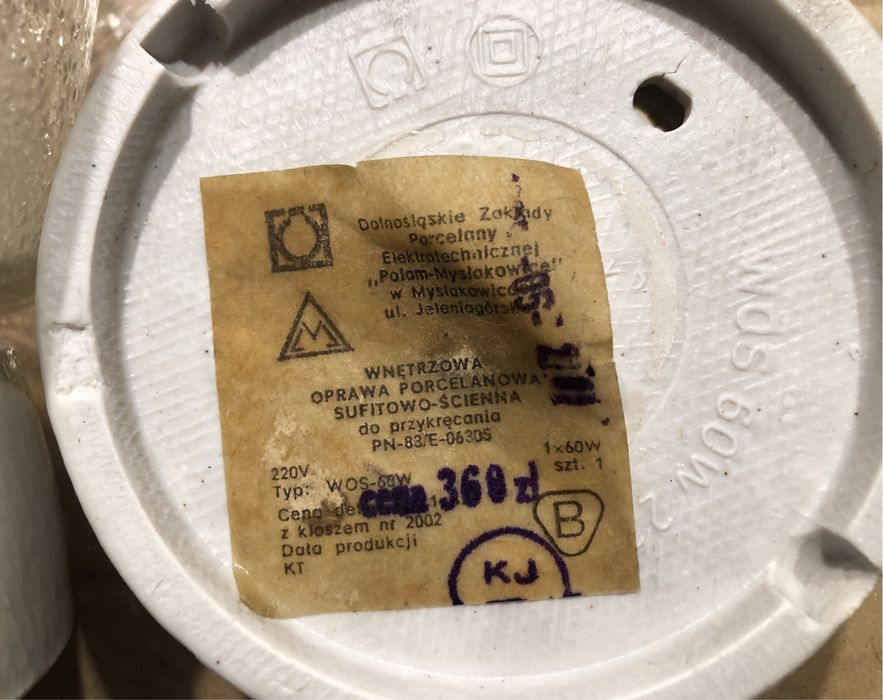 Dolnośląskie Zakłady
Porcelany
Elektrotechnicznej
„Polam-Mysłakowice”
w Mysłakowicach
ul. Jeleniogórska
WNĘTRZOWA
OPRAWA PORCELANOWA
SUFITOWO-ŚCIENNA
do przykręcania
PN-83/E-06305
220V 1×60W
Typ: WOS-60W szt. 1
cena 360 zł
Cena det
z kloszem nr 2002
Data produkcji
KT
B
KJ
60W 2